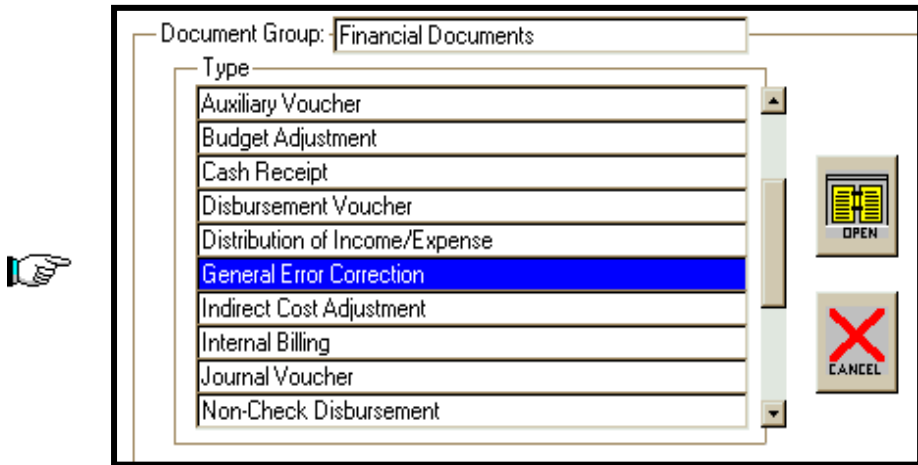 Document Group: Financial Documents
Type
Auxiliary Voucher
Budget Adjustment
Cash Receipt
Disbursement Voucher
Distribution of Income/Expense
General Error Correction
Indirect Cost Adjustment
Internal Billing
Journal Voucher
Non-Check Disbursement
OPEN
CANCEL